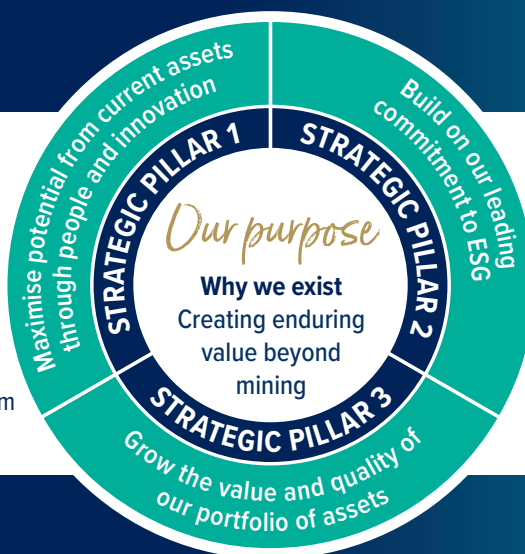 Maximise potential from current assets
through people and innovation
STRATEGIC PILLAR 1
Build on our leading
commitment to ESG
STRATEGIC PILLAR 2
Our purpose
Why we exist
Creating enduring
value beyond
mining
STRATEGIC PILLAR 3
Grow the value and quality of
our portfolio of assets